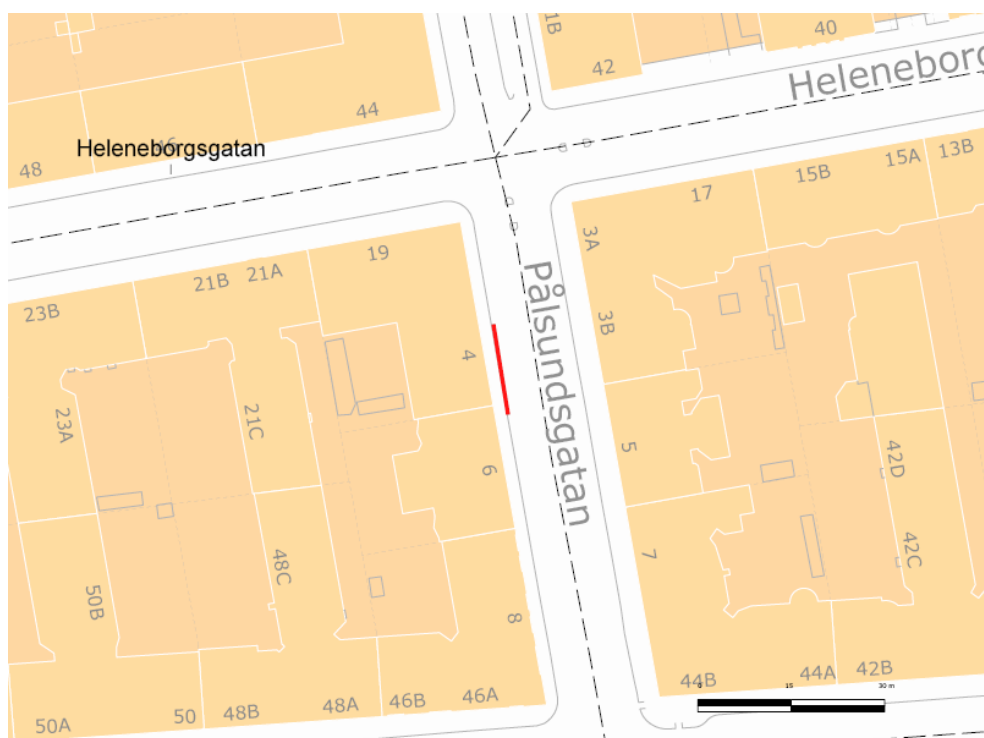 1B
40
42
Heleneborg
44
46
Heleneborgsgatan
48
13B
15A
15B
17
19
21A
21B
23B
3A
Pålsundsgatan
3B
4
23A
21C
5
6
42D
7
42C
48C
50B
8
44B
44A
42B
46A
46B
48A
48B
50
50A
0
15
30 m